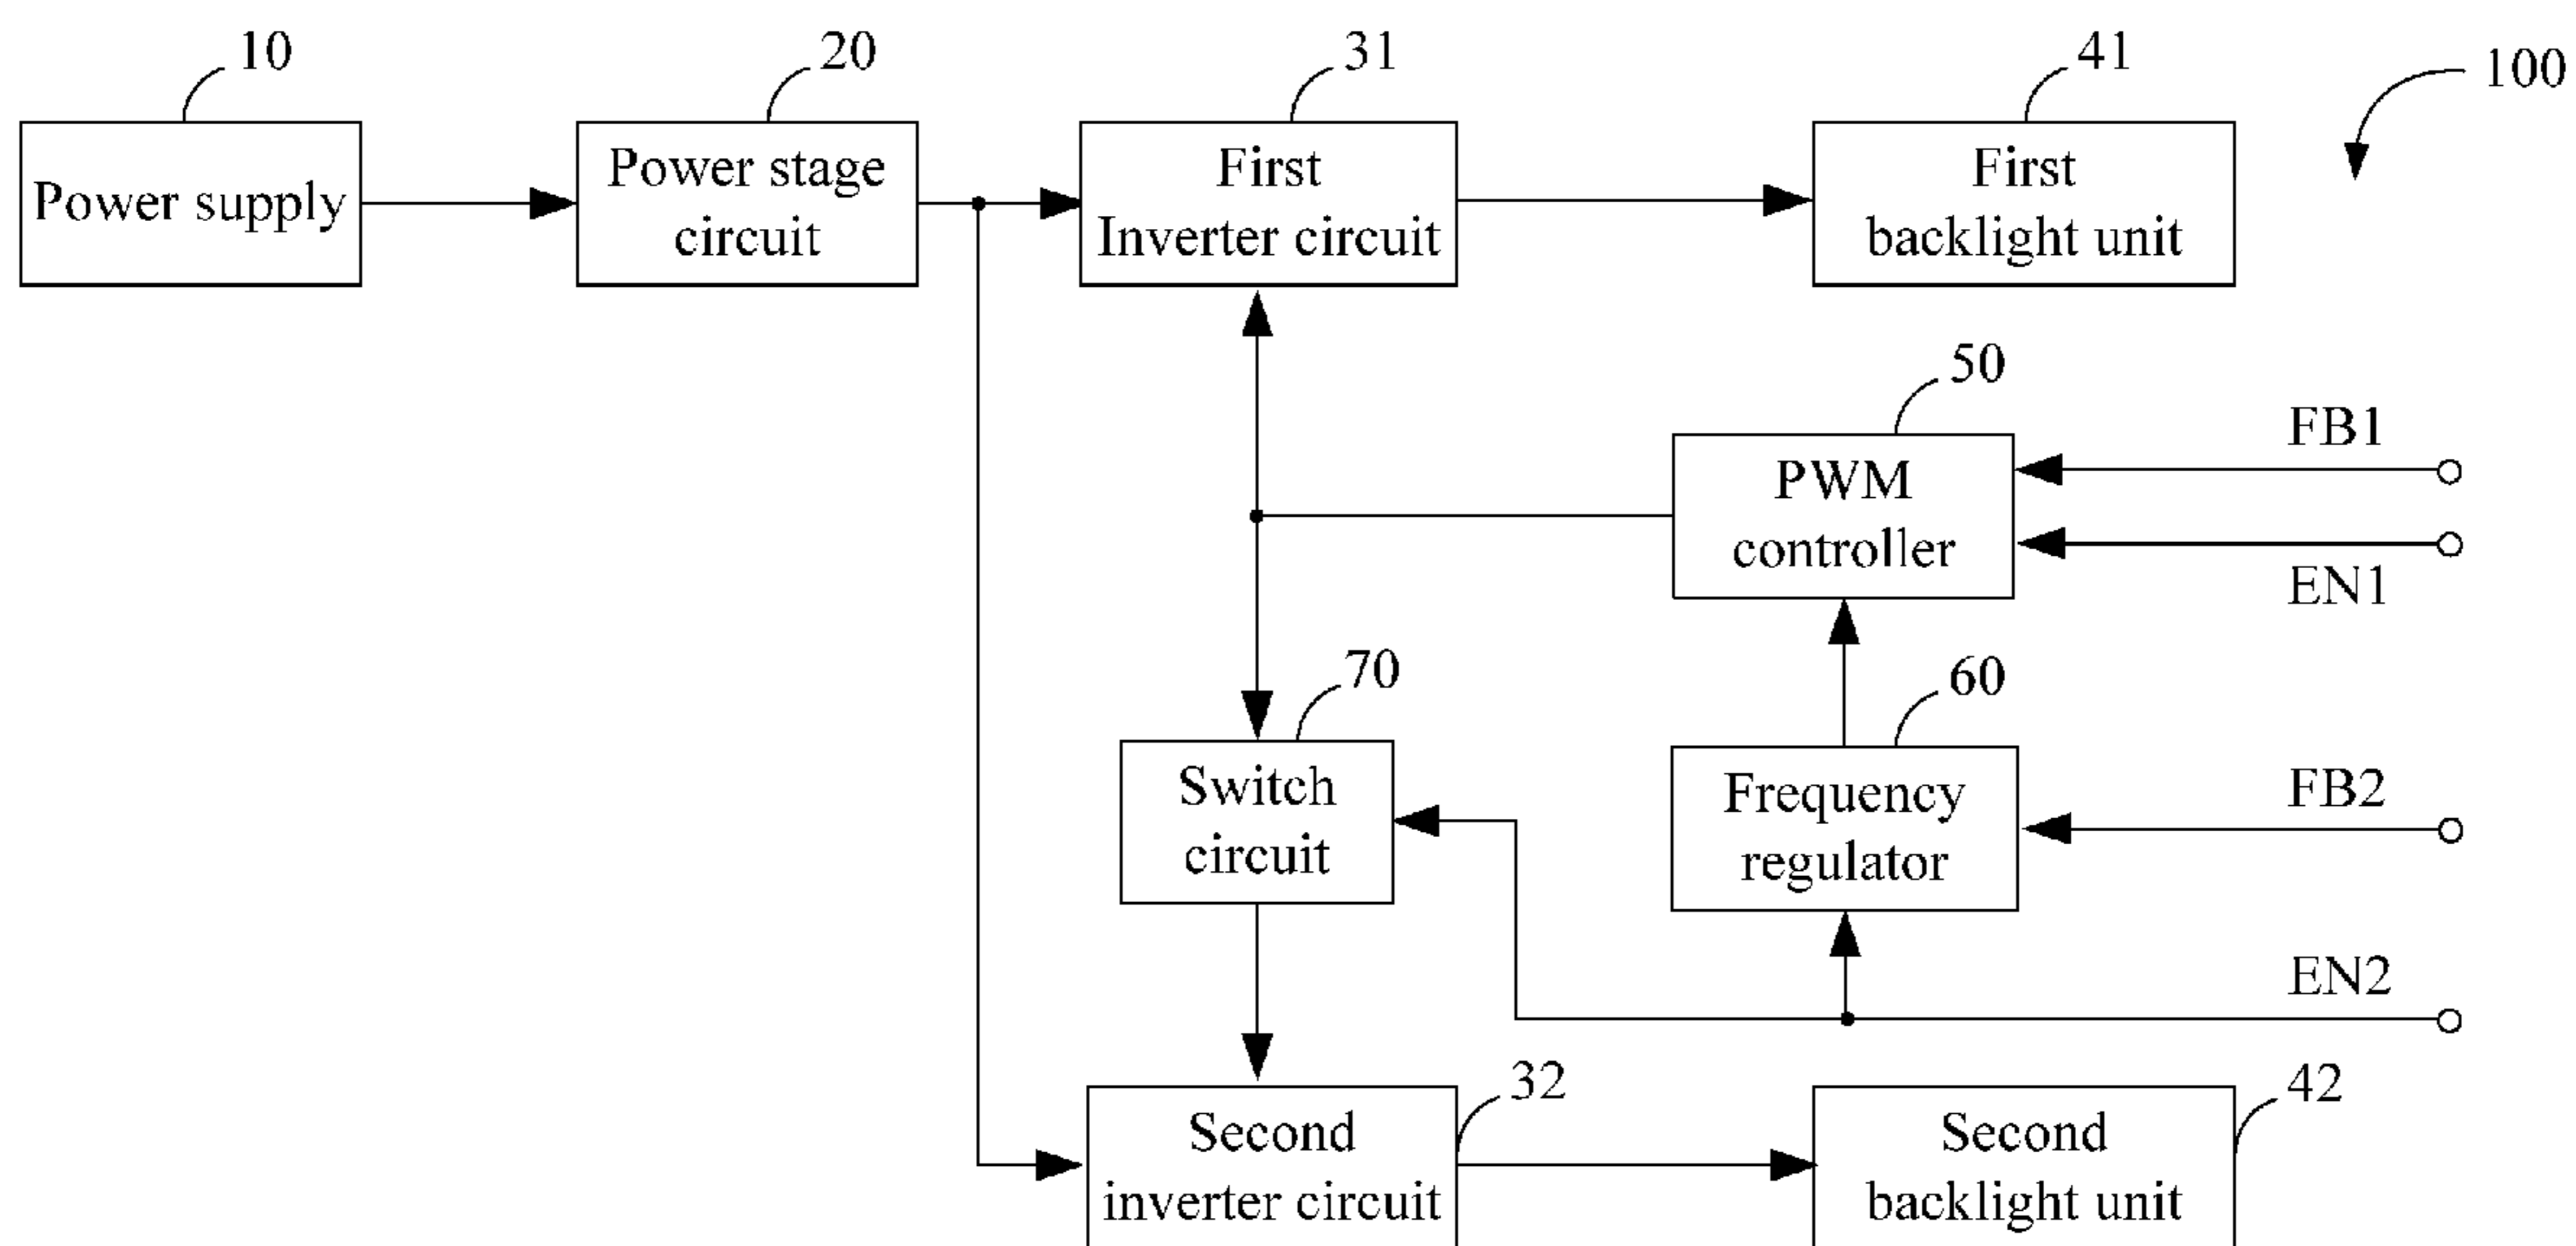 10
20
31
41
100
Power supply
Power stage
circuit
First
Inverter circuit
First
backlight unit
50
FB1
PWM
controller
EN1
70
60
Switch
circuit
Frequency
regulator
FB2
EN2
32
42
Second
inverter circuit
Second
backlight unit